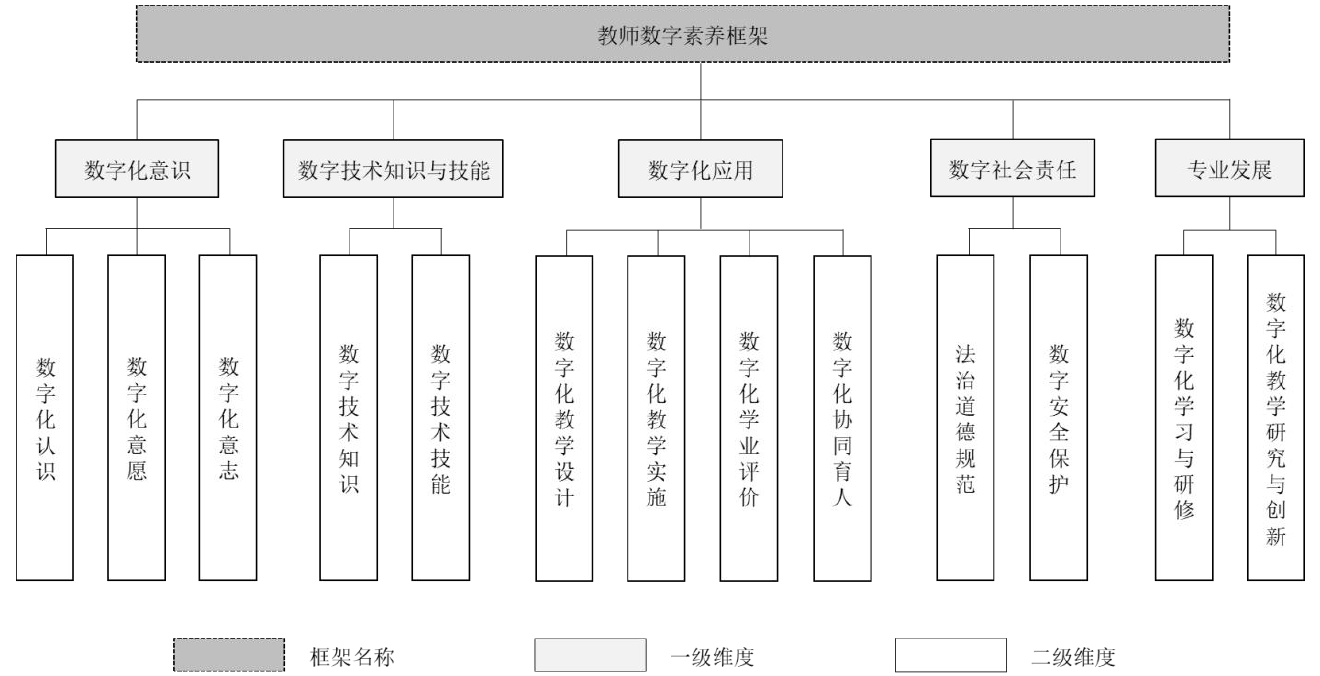 教师数字素养框架
数字化意识
数字技术知识与技能
数字化应用
数字社会责任
专业发展
数字化认识
数字化意愿
数字化意志
数字技术知识
数字技术技能
数字化教学设计
数字化教学实施
数字化学业评价
数字化协同育人
法治道德规范
数字安全保护
数字化学习与研修
数字化教学研究与创新
框架名称
一级维度
二级维度